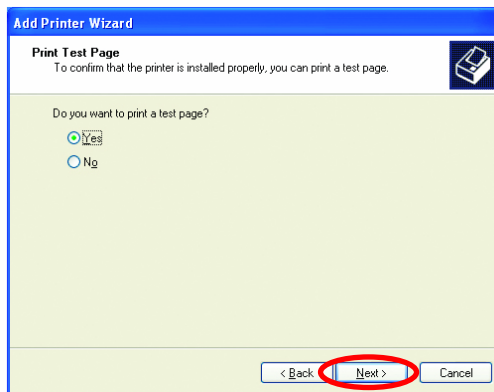 Add Printer Wizard
Print Test Page
To confirm that the printer is installed properly, you can print a test page.
Do you want to print a test page?
Yes
No
< Back
Next >
Cancel